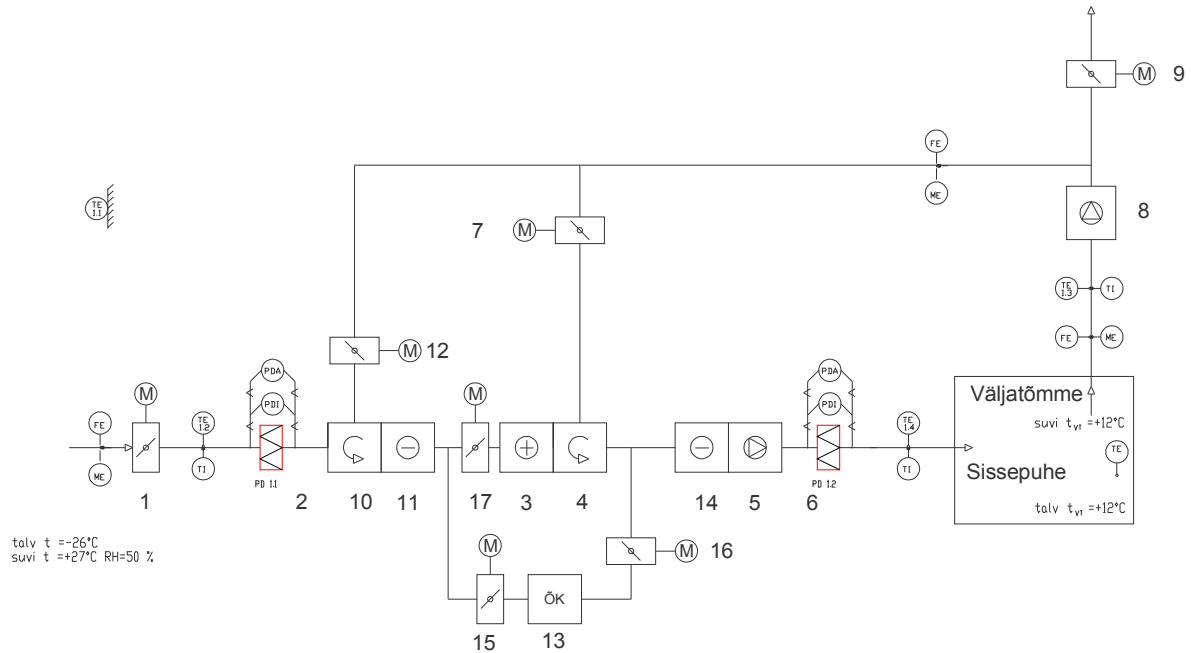 M
9
FE
ME
TE
1.1
7
M
8
TE
1.3
TI
FE
ME
M
12
PDA
PDI
PDA
PDI
Väljatõmme
suvi tVT =+12°C
TE
Sissepuhe
talv tVT =+12°C
M
M
FE
ME
TE
1.2
TI
PD 1.1
TE
1.4
TI
PD 1.2
1
2
10
11
17
3
4
14
5
6
talv t =-26°C
suvi t =+27°C RH=50 %
M
M
16
ÕK
15
13